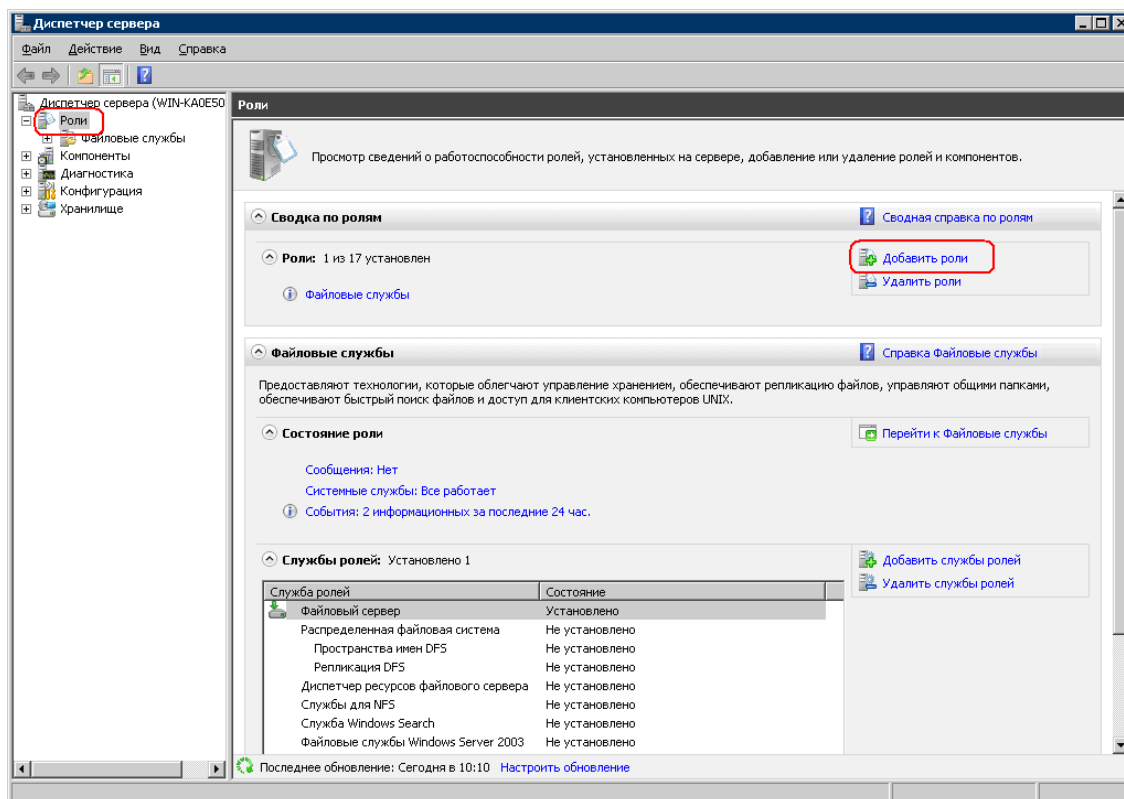 Диспетчер сервера
Файл Действие Вид Справка
Диспетчер сервера (WIN-KA0E50
Роли
Файловые службы
Компоненты
Диагностика
Конфигурация
Хранилище
Роли
Просмотр сведений о работоспособности ролей, установленных на сервере, добавление или удаление ролей и компонентов.
Сводка по ролям
Сводная справка по ролям
Роли: 1 из 17 установлен
Добавить роли
Удалить роли
Файловые службы
Файловые службы
Справка Файловые службы
Предоставляют технологии, которые облегчают управление хранением, обеспечивают репликацию файлов, управляют общими папками,
обеспечивают быстрый поиск файлов и доступ для клиентских компьютеров UNIX.
Состояние роли
Перейти к Файловые службы
Сообщения: Нет
Системные службы: Все работает
События: 2 информационных за последние 24 час.
Службы ролей: Установлено 1
Добавить службы ролей
Удалить службы ролей
Служба ролей Состояние
Файловый сервер Установлено
Распределенная файловая система Не установлено
Пространства имен DFS Не установлено
Репликация DFS Не установлено
Диспетчер ресурсов файлового сервера Не установлено
Службы для NFS Не установлено
Служба Windows Search Не установлено
Файловые службы Windows Server 2003 Не установлено
Последнее обновление: Сегодня в 10:10 Настроить обновление